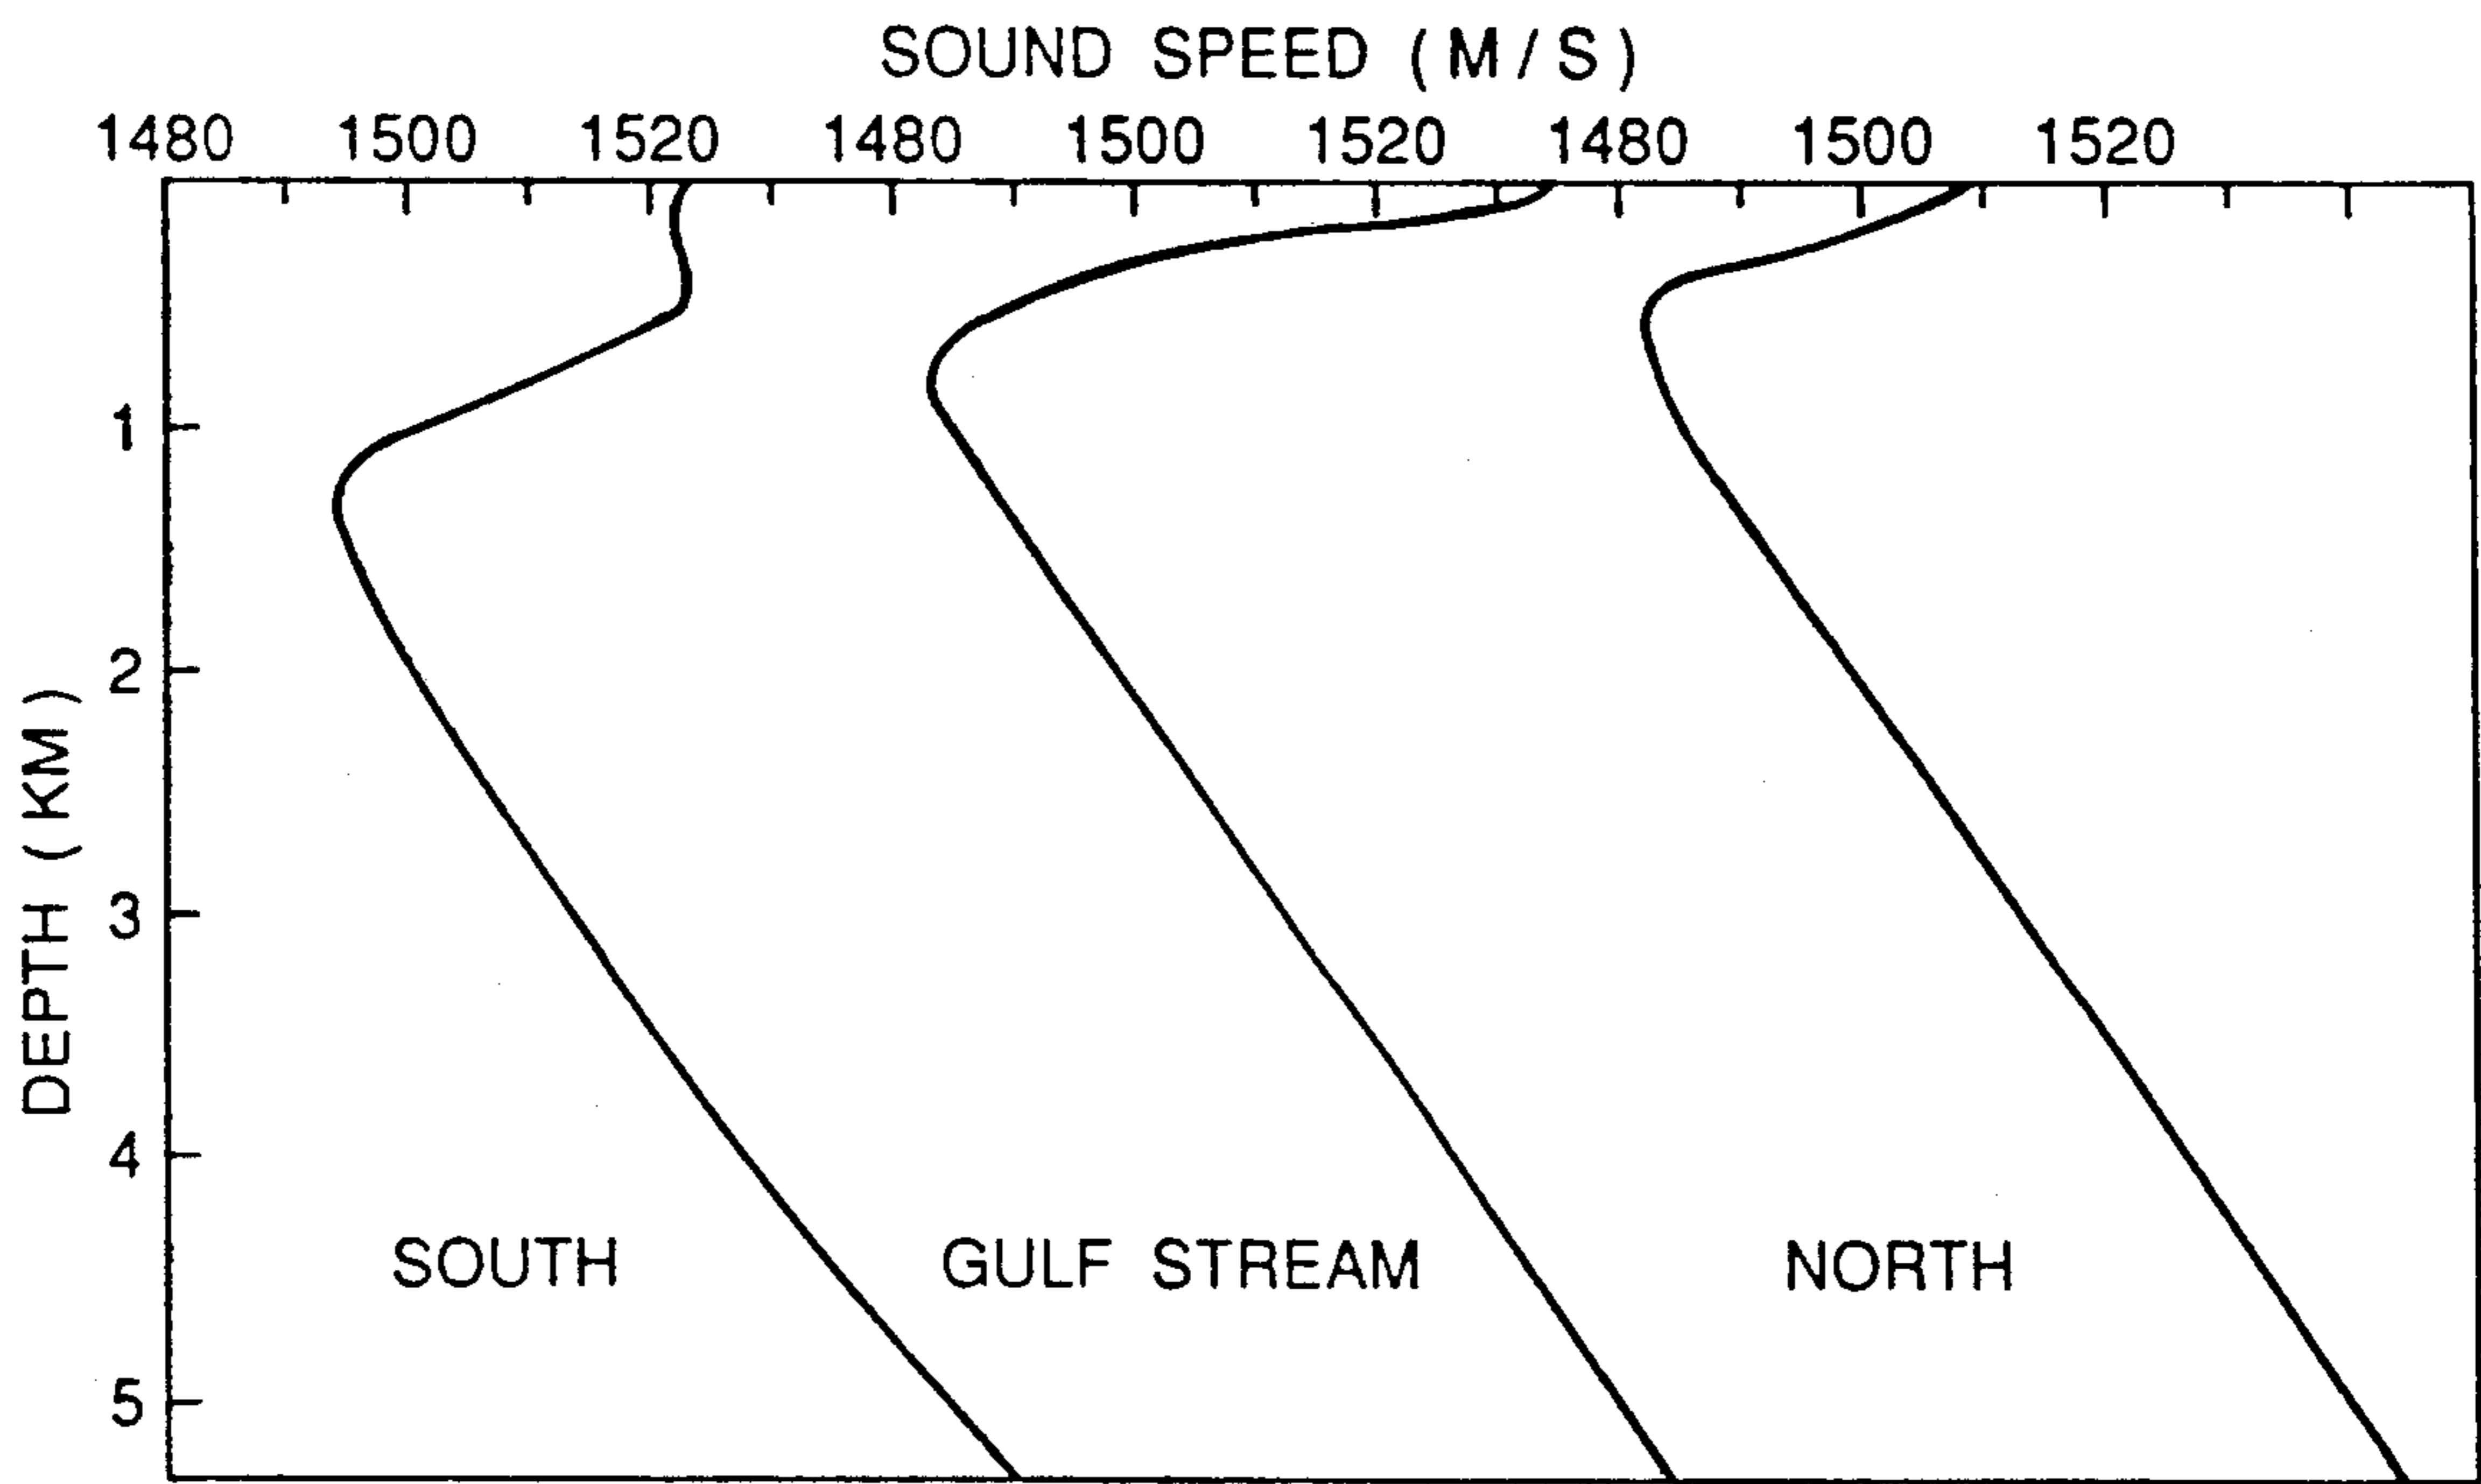 SOUND SPEED (M/S)
1480 1500 1520 1480 1500 1520 1480 1500 1520
1
2
3
4
5
DEPTH (KM)
SOUTH GULF STREAM NORTH